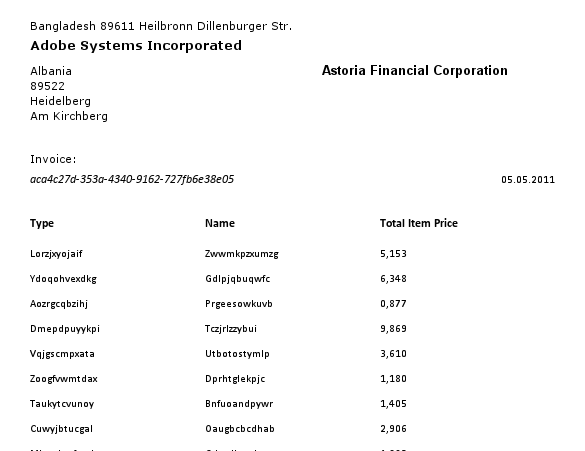 Bangladesh 89611 Heilbronn Dillenburger Str.
Adobe Systems Incorporated
Albania
Astoria Financial Corporation
89522
Heidelberg
Am Kirchberg
Invoice:
aca4c27d-353a-4340-9162-727fb6e38e05
05.05.2011
Type Name Total Item Price
Lorzjxyojaif Zwwmkpzxumzg 5,153
Ydoqohvexdkg Gdlpjqbuqwfc 6,348
Aozrgcqbzihj Prgeesowkuvb 0,877
Dmepdpuyykpi Tczjrlzzybui 9,869
Vqjgscmpxata Utbotostymlp 3,610
Zoogfvwmtdax Dprhtglekpjc 1,180
Taukytcvunoy Bnfuoandpywr 1,405
Cuwyjbtucgal Oaugbcbcdhab 2,906